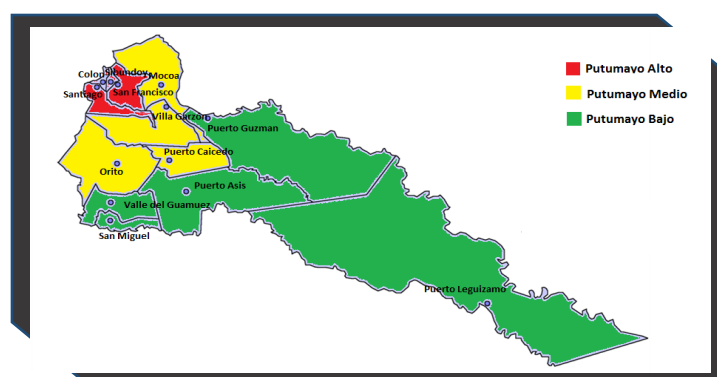 Putumayo Alto
Putumayo Medio
Putumayo Bajo
Colon
Sibundoy
Mocoa
Santiago
San Francisco
Villa Garzon
Puerto Guzman
Puerto Caicedo
Orito
Puerto Asis
Valle del Guamuez
San Miguel
Puerto Leguizamo